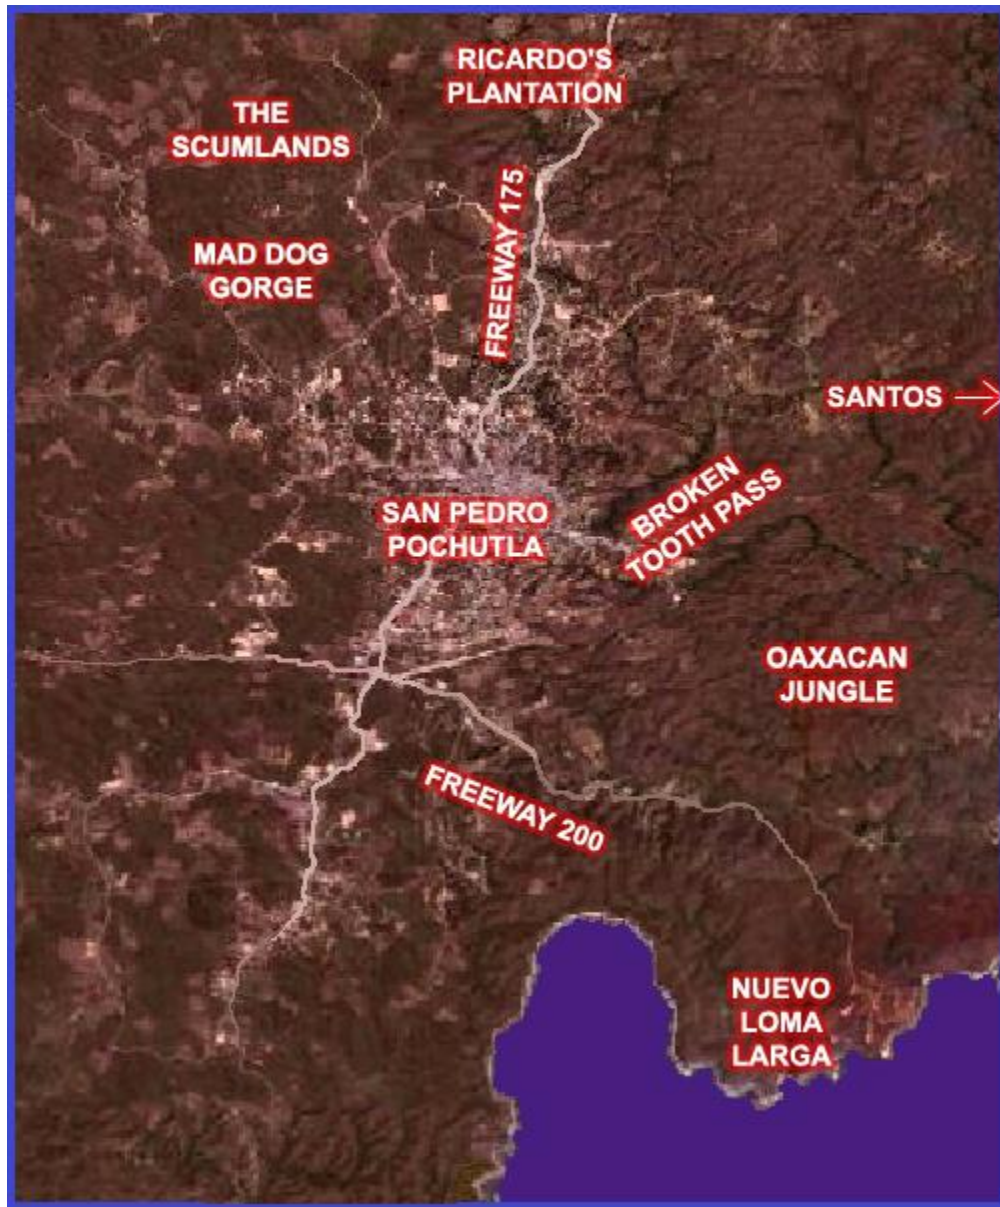 RICARDO'S
PLANTATION
THE
SCUMLANDS
FREEWAY 175
MAD DOG
GORGE
SANTOS
BROKEN
TOOTH PASS
SAN PEDRO
POCHUTLA
OAXACAN
JUNGLE
FREEWAY 200
NUEVO
LOMA
LARGA